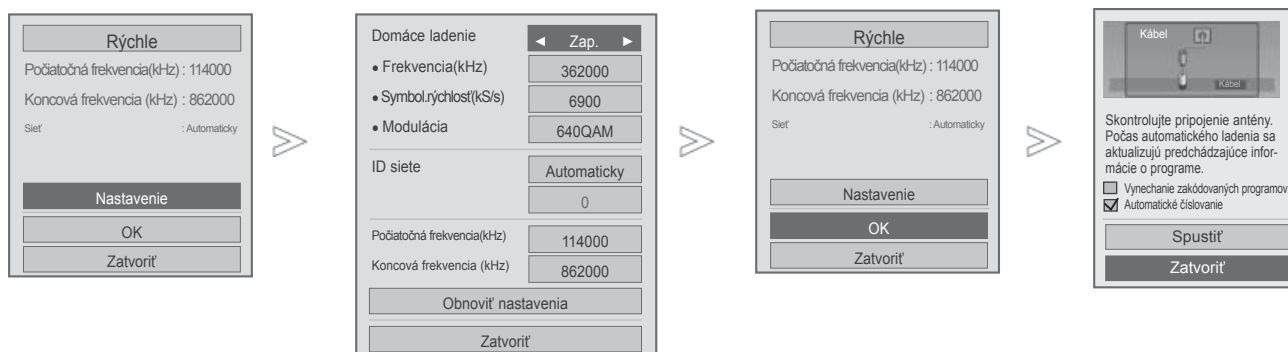 Rýchle
Počiatočná frekvencia(kHz) : 114000
Koncová frekvencia (kHz) : 862000
Sieť : Automaticky
Nastavenie
OK
Zatvoriť
Domáce ladenie ◄ Zap. ►
• Frekvencia(kHz) 362000
• Symbol.rýchlosť(kS/s) 6900
• Modulácia 640QAM
ID siete Automaticky
0
Počiatočná frekvencia(kHz) 114000
Koncová frekvencia (kHz) 862000
Obnoviť nastavenia
Zatvoriť
Rýchle
Počiatočná frekvencia(kHz) : 114000
Koncová frekvencia (kHz) : 862000
Sieť : Automaticky
Nastavenie
OK
Zatvoriť
Kábel
Kábel
Skontrolujte pripojenie antény.
Počas automatického ladenia sa
aktualizujú predchádzajúce infor-
mácie o programe.
Vynechanie zakódovaných programov
Automatické číslovanie
Spustiť
Zatvoriť